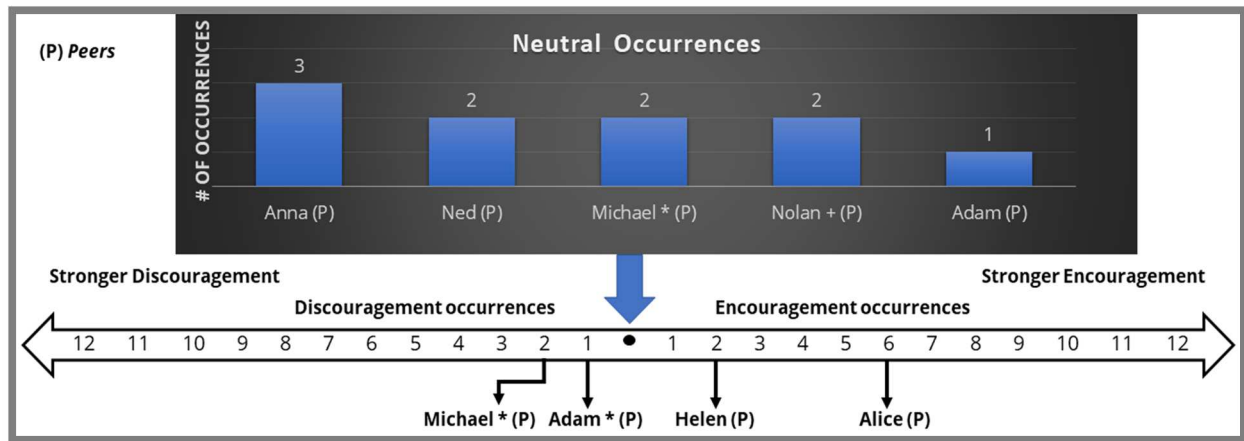 (P) Peers
Neutral Occurrences
# OF OCCURRENCES
3
2
2
2
1
Anna (P)
Ned (P)
Michael * (P)
Nolan + (P)
Adam (P)
Stronger Discouragement
Stronger Encouragement
Discouragement occurrences
Encouragement occurrences
12 11 10 9 8 7 6 5 4 3 2 1 1 2 3 4 5 6 7 8 9 10 11 12
Michael * (P)
Adam * (P)
Helen (P)
Alice (P)